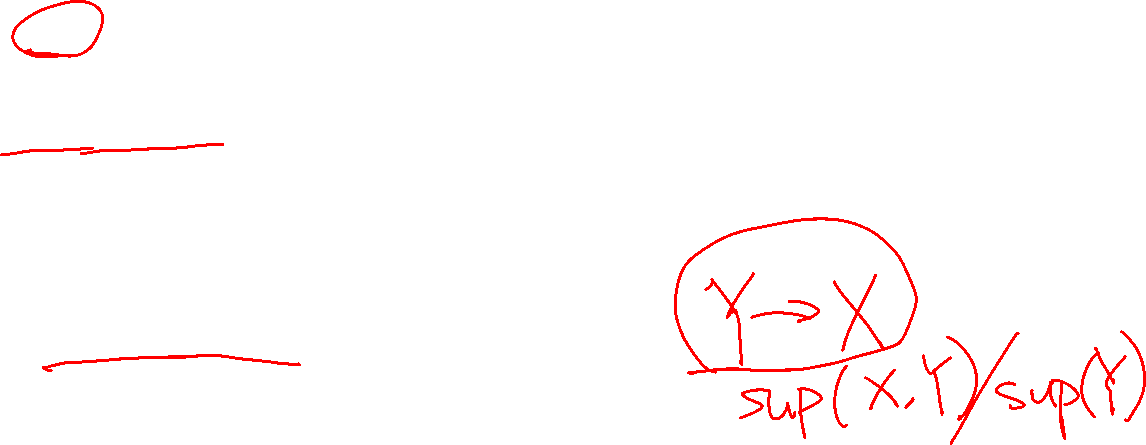 Y → X
sup(X, Y)/sup(Y)